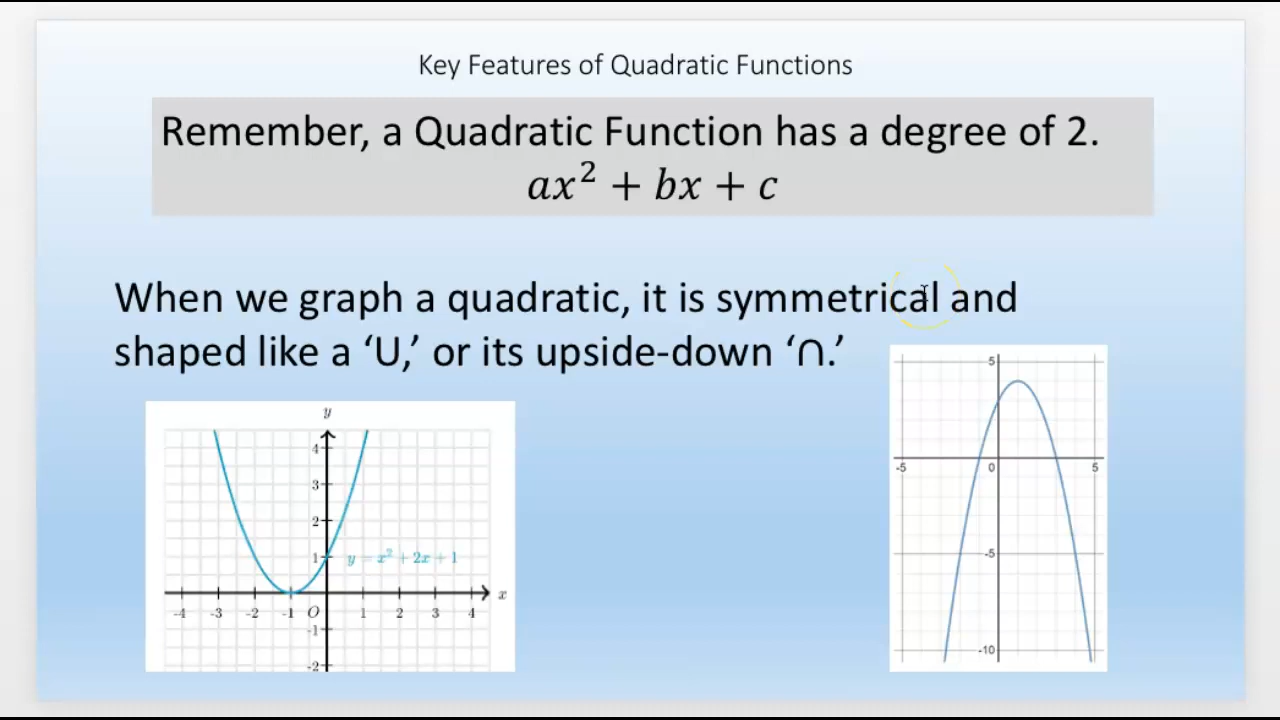 Key Features of Quadratic Functions
Remember, a Quadratic Function has a degree of 2.
𝑎𝑥² + 𝑏𝑥 + 𝑐
When we graph a quadratic, it is symmetrical and
shaped like a ‘U,’ or its upside-down ‘∩.’
y
4
3
2
1
y = x² + 2x + 1
-4 -3 -2 -1 O 1 2 3 4 x
-1
-2
5
-5 0 5
-5
-10